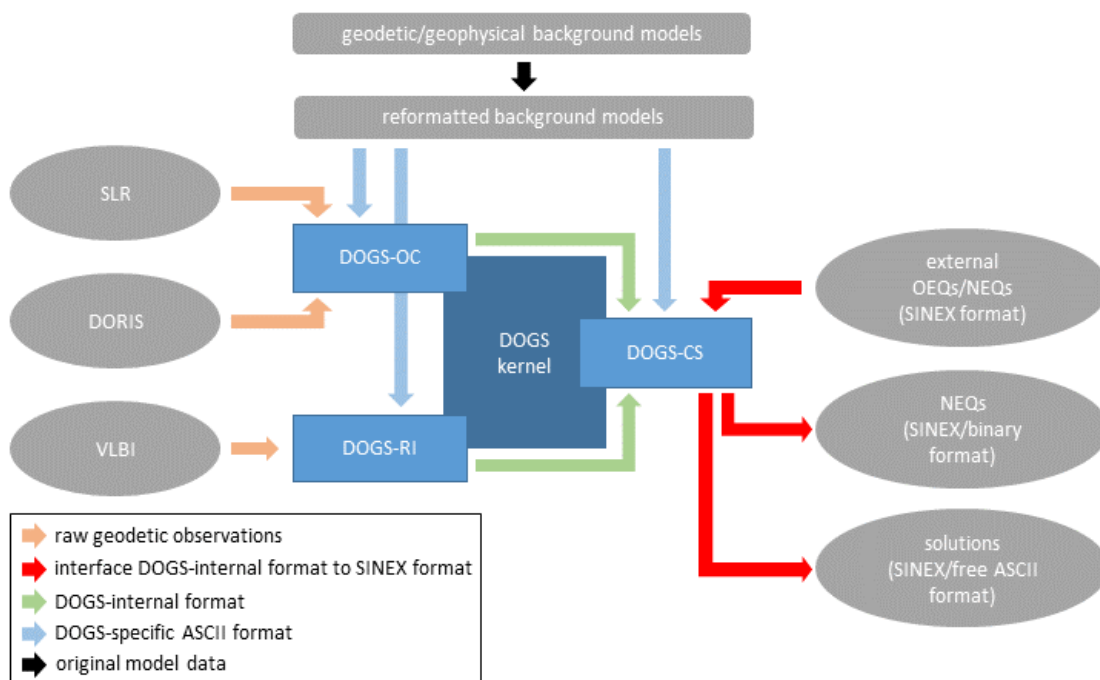 geodetic/geophysical background models
reformatted background models
SLR
DOGS-OC
DORIS
DOGS
kernel
DOGS-CS
external
OEQs/NEQs
(SINEX format)
VLBI
DOGS-RI
NEQs
(SINEX/binary
format)
solutions
(SINEX/free ASCII
format)
raw geodetic observations
interface DOGS-internal format to SINEX format
DOGS-internal format
DOGS-specific ASCII format
original model data